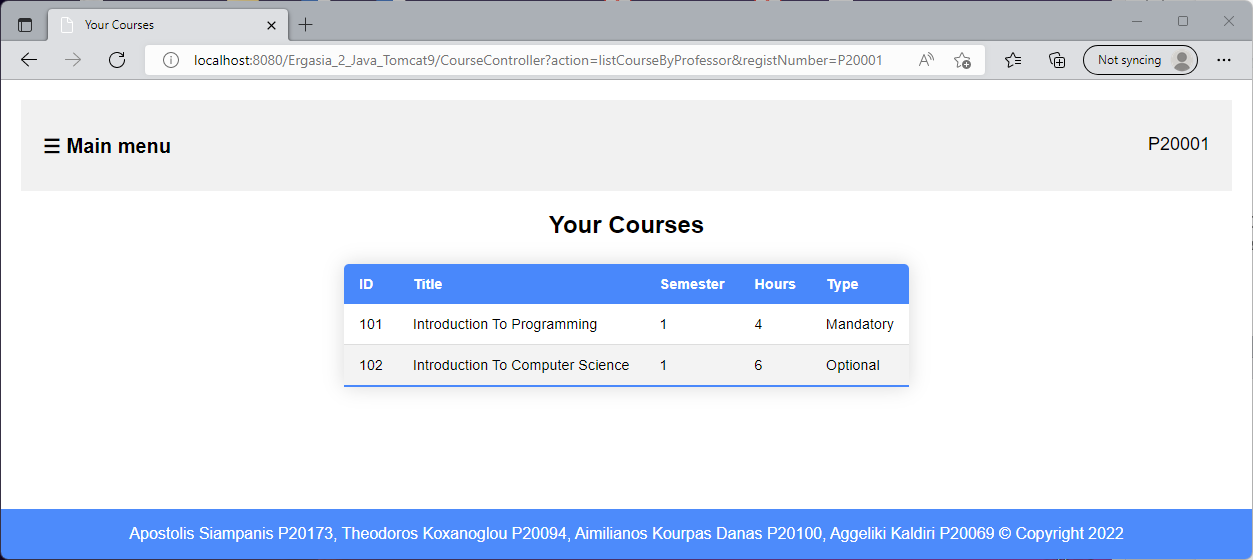 Your Courses
localhost:8080/Ergasia_2_Java_Tomcat9/CourseController?action=listCourseByProfessor&registNumber=P20001
Not syncing
☰ Main menu
P20001
Your Courses
ID Title Semester Hours Type
101 Introduction To Programming 1 4 Mandatory
102 Introduction To Computer Science 1 6 Optional
Apostolis Siampanis P20173, Theodoros Koxanoglou P20094, Aimilianos Kourpas Danas P20100, Aggeliki Kaldiri P20069 © Copyright 2022